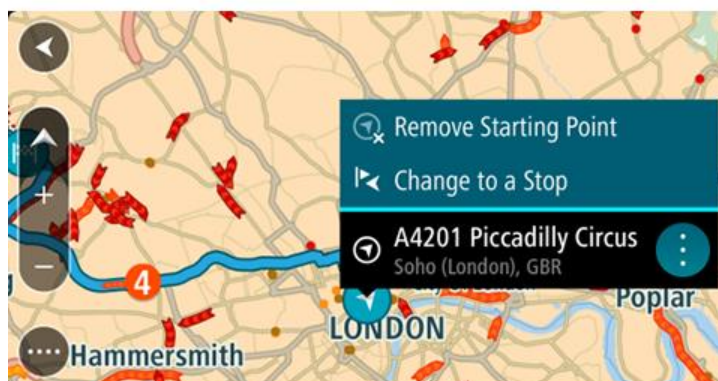 Remove Starting Point
Change to a Stop
A4201 Piccadilly Circus
Soho (London), GBR
4
Poplar
LONDON
Hammersmith